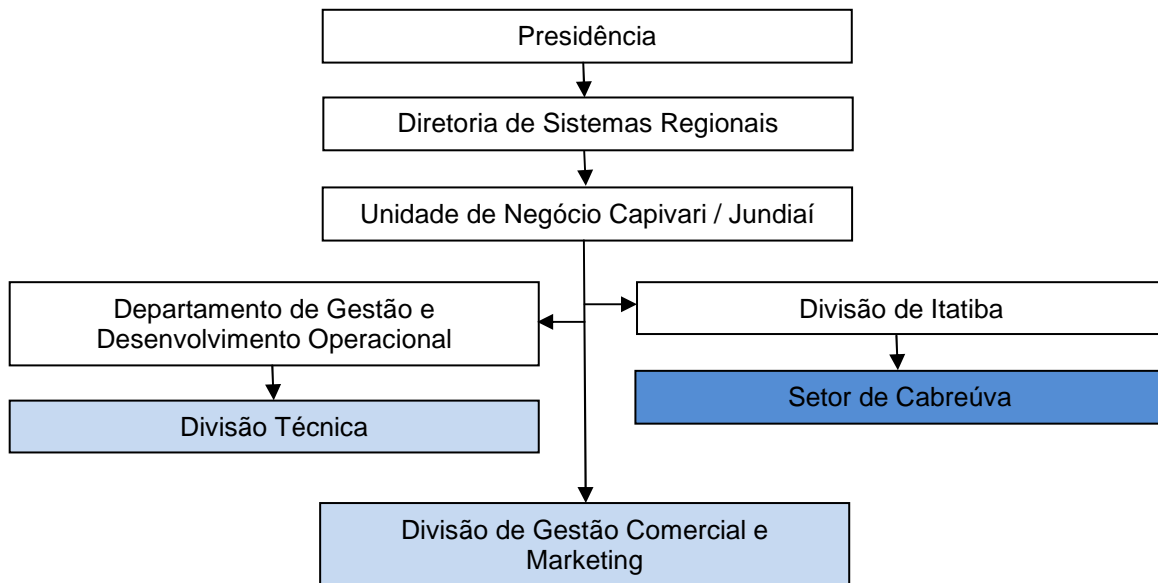 Presidência
Diretoria de Sistemas Regionais
Unidade de Negócio Capivari / Jundiaí
Departamento de Gestão e
Desenvolvimento Operacional
Divisão de Itatiba
Divisão Técnica
Setor de Cabreúva
Divisão de Gestão Comercial e
Marketing